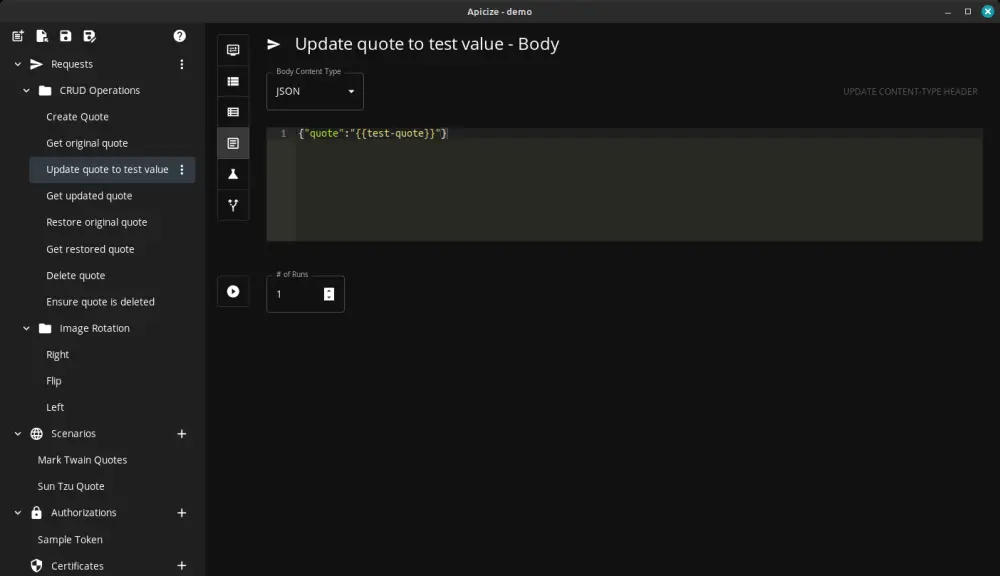 Apicize - demo
Requests
CRUD Operations
Create Quote
Get original quote
Update quote to test value
Get updated quote
Restore original quote
Get restored quote
Delete quote
Ensure quote is deleted
Image Rotation
Right
Flip
Left
Scenarios
Mark Twain Quotes
Sun Tzu Quote
Authorizations
Sample Token
Certificates
Update quote to test value - Body
Body Content Type
JSON
UPDATE CONTENT-TYPE HEADER
1 {"quote":"{{test-quote}}"}
# of Runs
1